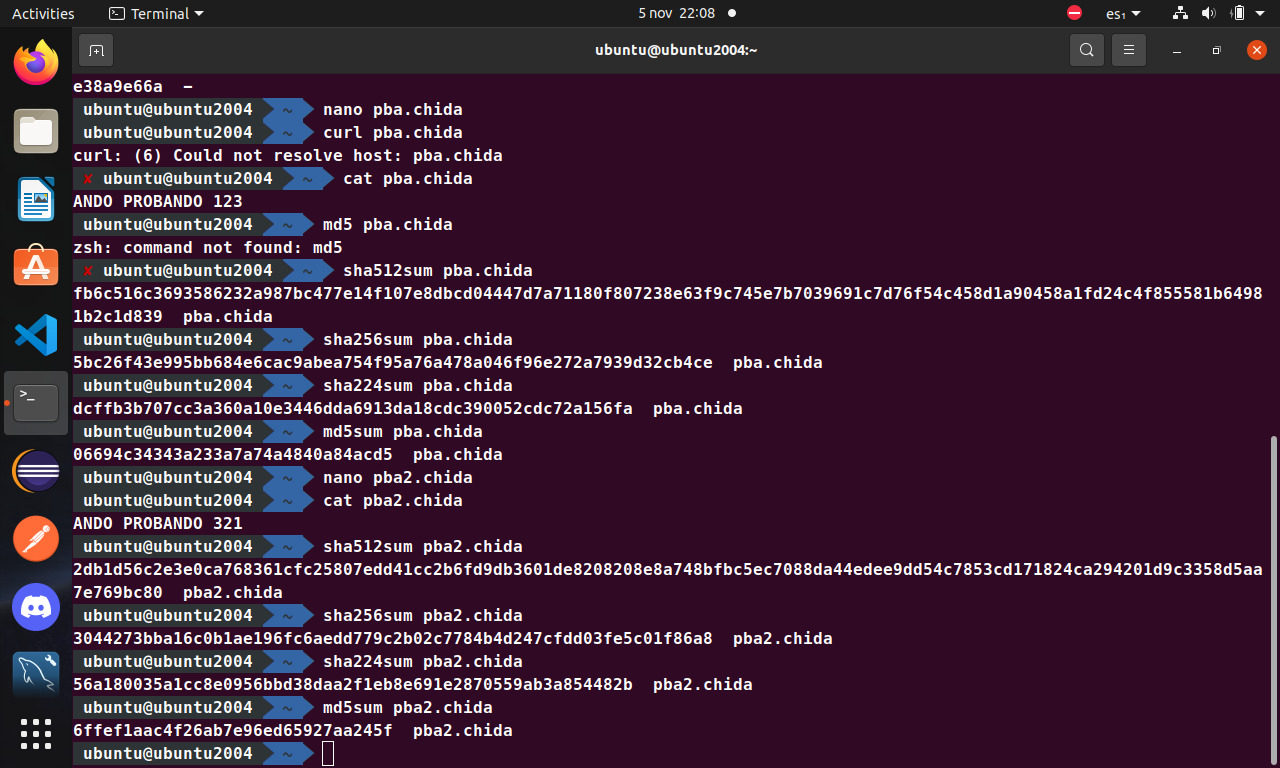 Activities Terminal 5 nov 22:08 es₁
ubuntu@ubuntu2004:~
e38a9e66a  -
ubuntu@ubuntu2004 ~ nano pba.chida
ubuntu@ubuntu2004 ~ curl pba.chida
curl: (6) Could not resolve host: pba.chida
✘ ubuntu@ubuntu2004 ~ cat pba.chida
ANDO PROBANDO 123
ubuntu@ubuntu2004 ~ md5 pba.chida
zsh: command not found: md5
✘ ubuntu@ubuntu2004 ~ sha512sum pba.chida
fb6c516c3693586232a987bc477e14f107e8dbcd04447d7a71180f807238e63f9c745e7b7039691c7d76f54c458d1a90458a1fd24c4f855581b6498
1b2c1d839  pba.chida
ubuntu@ubuntu2004 ~ sha256sum pba.chida
5bc26f43e995bb684e6cac9abea754f95a76a478a046f96e272a7939d32cb4ce  pba.chida
ubuntu@ubuntu2004 ~ sha224sum pba.chida
dcffb3b707cc3a360a10e3446dda6913da18cdc390052cdc72a156fa  pba.chida
ubuntu@ubuntu2004 ~ md5sum pba.chida
06694c34343a233a7a74a4840a84acd5  pba.chida
ubuntu@ubuntu2004 ~ nano pba2.chida
ubuntu@ubuntu2004 ~ cat pba2.chida
ANDO PROBANDO 321
ubuntu@ubuntu2004 ~ sha512sum pba2.chida
2db1d56c2e3e0ca768361cfc25807edd41cc2b6fd9db3601de8208208e8a748bfbc5ec7088da44edee9dd54c7853cd171824ca294201d9c3358d5aa
7e769bc80  pba2.chida
ubuntu@ubuntu2004 ~ sha256sum pba2.chida
3044273bba16c0b1ae196fc6aedd779c2b02c7784b4d247cfdd03fe5c01f86a8  pba2.chida
ubuntu@ubuntu2004 ~ sha224sum pba2.chida
56a180035a1cc8e0956bbd38daa2f1eb8e691e2870559ab3a854482b  pba2.chida
ubuntu@ubuntu2004 ~ md5sum pba2.chida
6ffef1aac4f26ab7e96ed65927aa245f  pba2.chida
ubuntu@ubuntu2004 ~